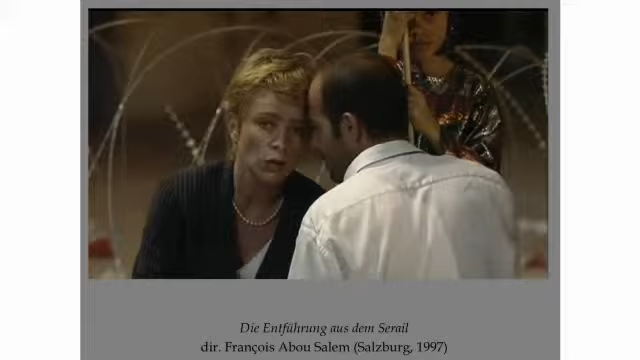 Die Entführung aus dem Serail
dir. François Abou Salem (Salzburg, 1997)